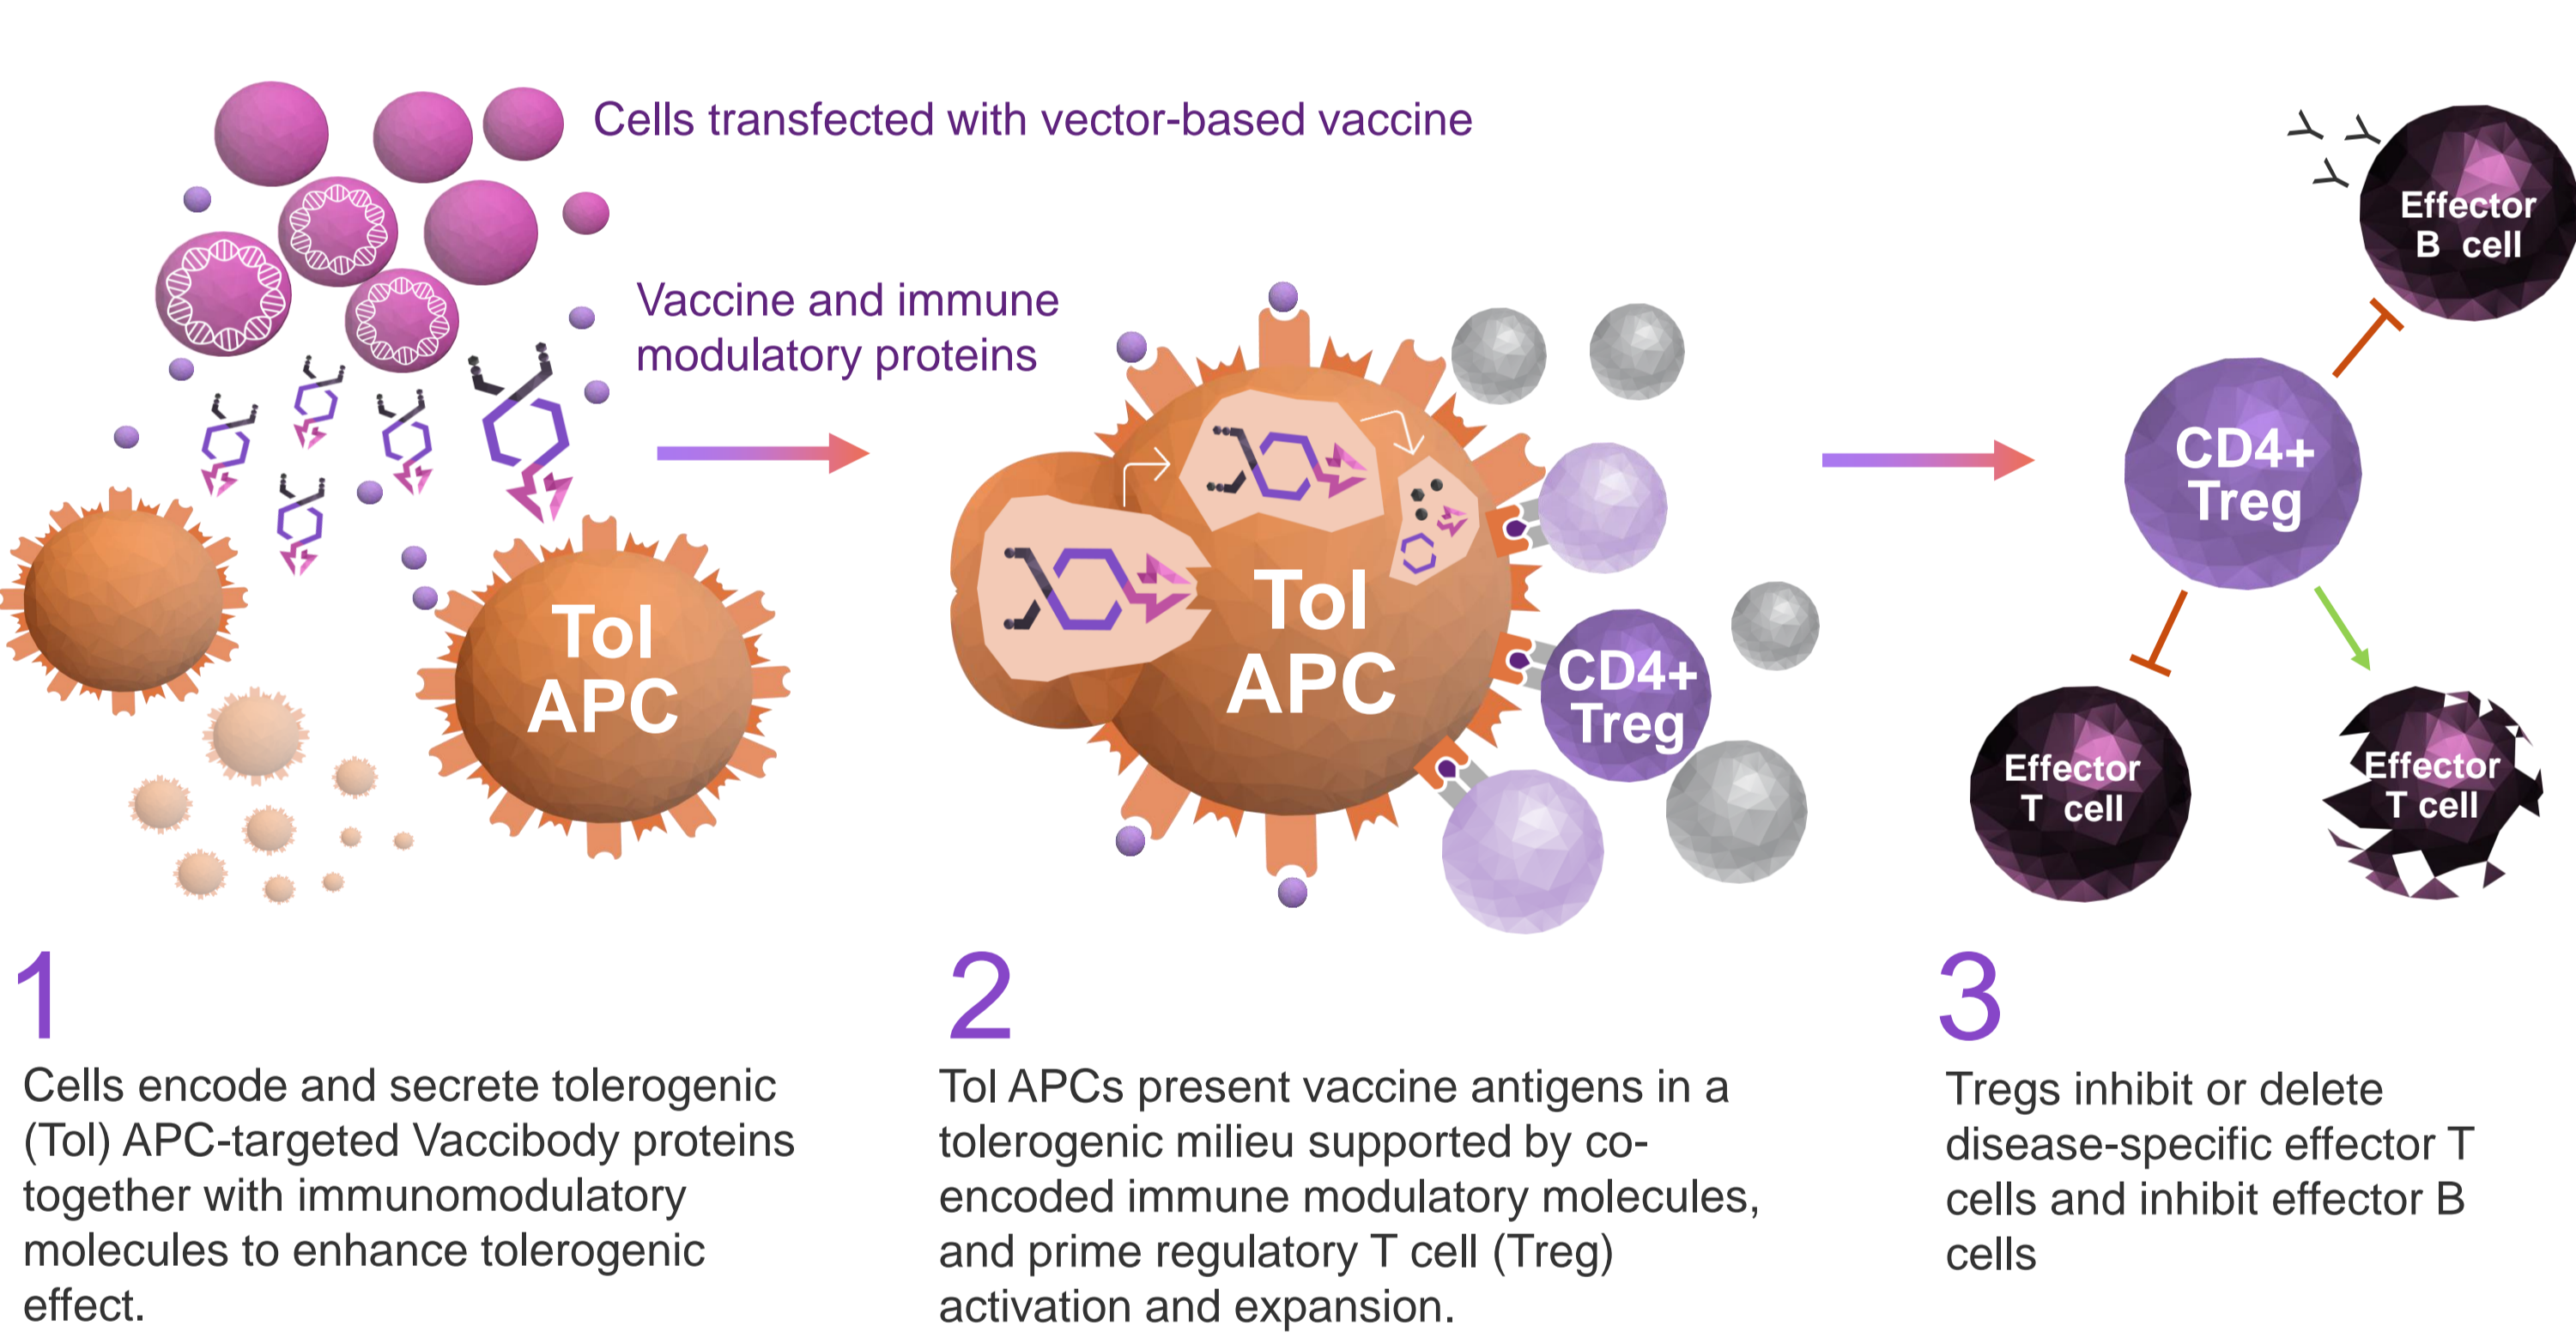 Cells transfected with vector-based vaccine
Vaccine and immune
modulatory proteins
Tol
APC
Tol
APC
CD4+
Treg
Effector
B cell
CD4+
Treg
Effector
T cell
Effector
T cell
1
Cells encode and secrete tolerogenic
(Tol) APC-targeted Vaccibody proteins
together with immunomodulatory
molecules to enhance tolerogenic
effect.
2
Tol APCs present vaccine antigens in a
tolerogenic milieu supported by co-
encoded immune modulatory molecules,
and prime regulatory T cell (Treg)
activation and expansion.
3
Tregs inhibit or delete
disease-specific effector T
cells and inhibit effector B
cells